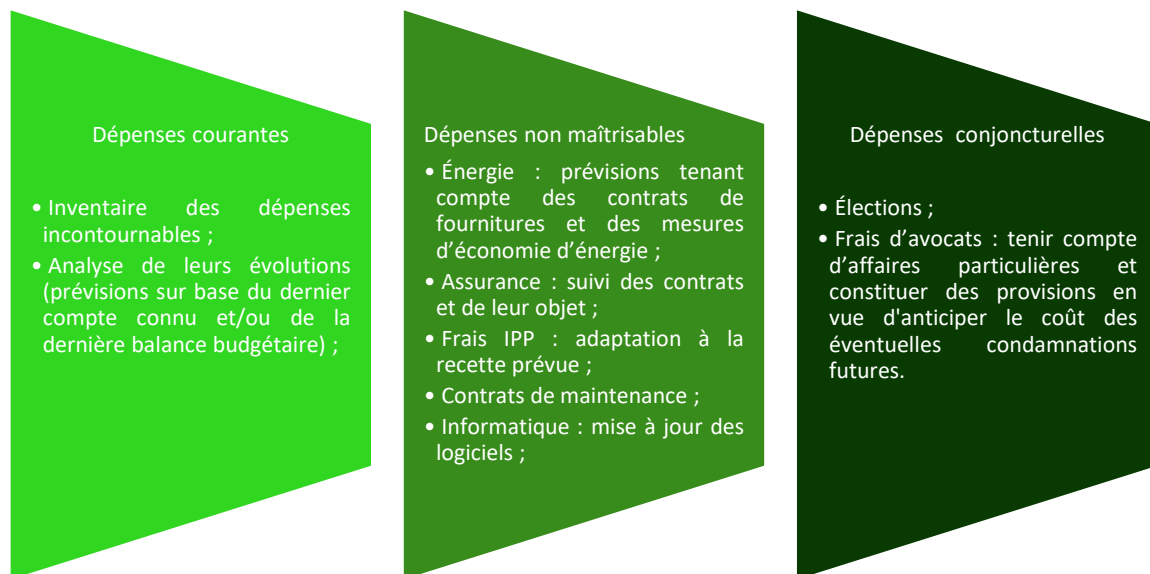 Dépenses courantes
• Inventaire des dépenses
incontournables ;
• Analyse de leurs évolutions
(prévisions sur base du dernier
compte connu et/ou de la
dernière balance budgétaire) ;
Dépenses non maîtrisables
• Énergie : prévisions tenant
compte des contrats de
fournitures et des mesures
d’économie d’énergie ;
• Assurance : suivi des contrats
et de leur objet ;
• Frais IPP : adaptation à la
recette prévue ;
• Contrats de maintenance ;
• Informatique : mise à jour des
logiciels ;
Dépenses conjoncturelles
• Élections ;
• Frais d’avocats : tenir compte
d’affaires particulières et
constituer des provisions en
vue d'anticiper le coût des
éventuelles condamnations
futures.